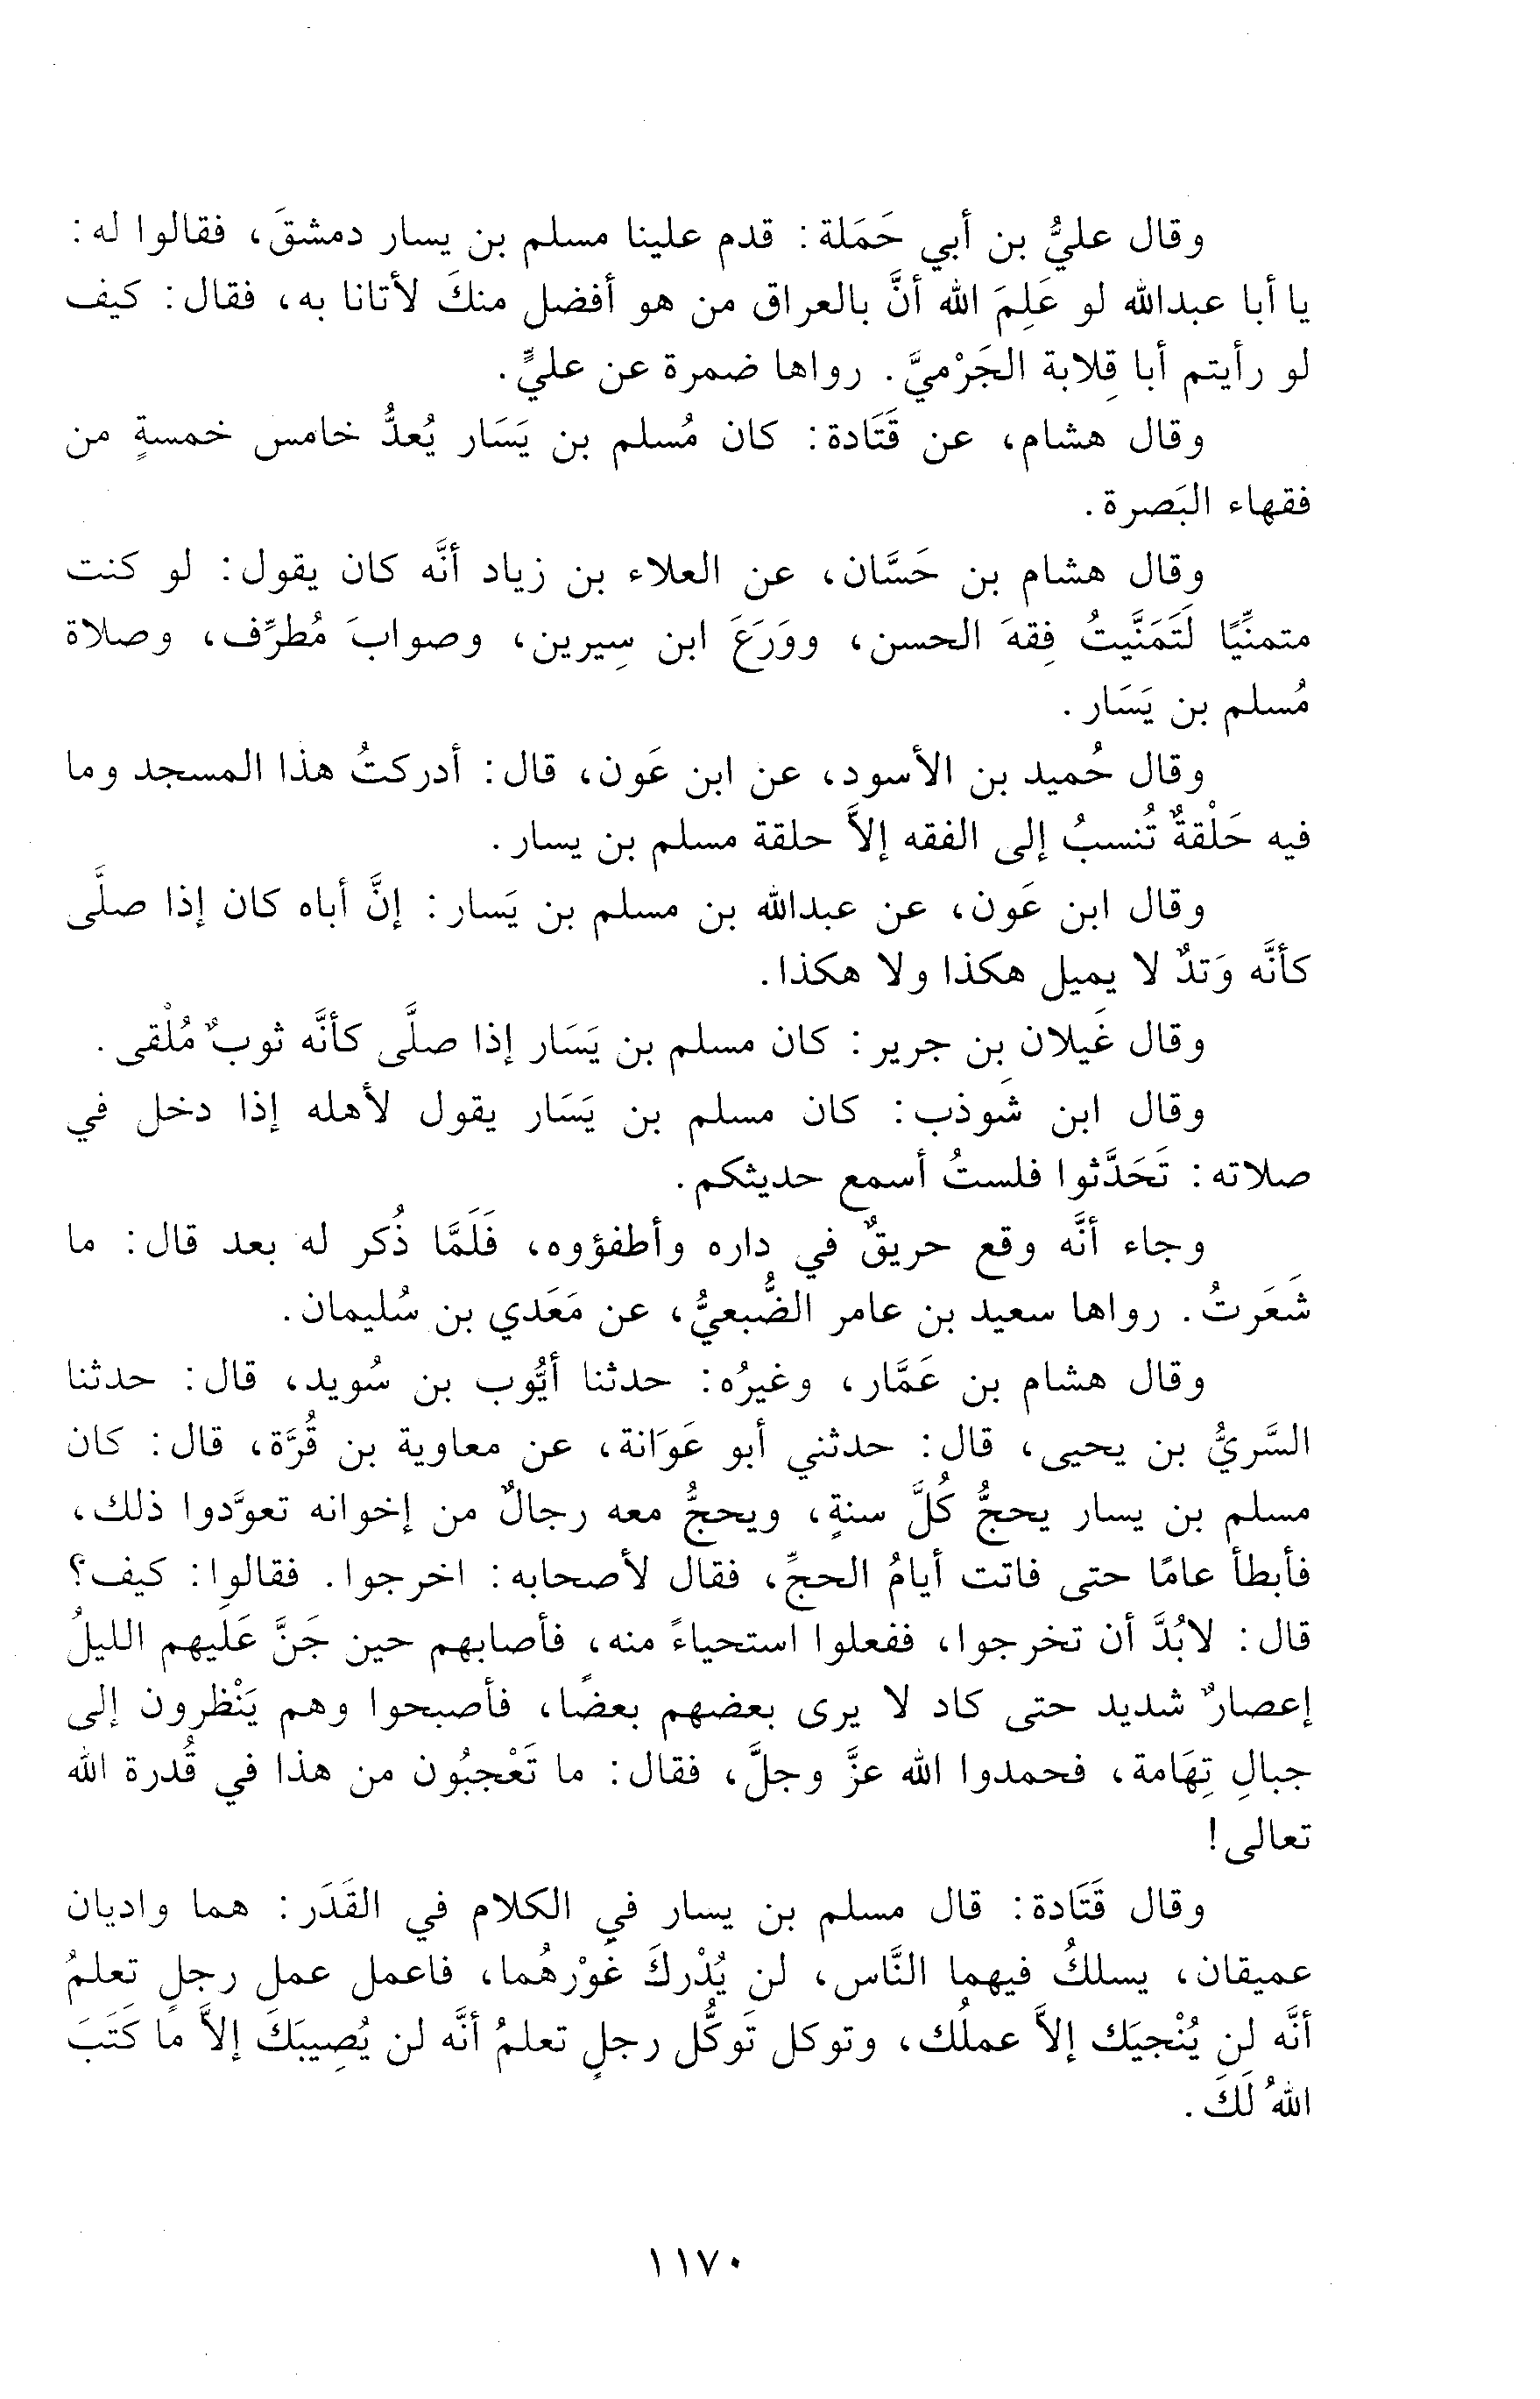 وقال عليُّ بن أبي حَمَلة: قدم علينا مسلم بن يسار دمشقَ، فقالوا له:
يا أبا عبدالله لو عَلِمَ الله أنَّ بالعراق من هو أفضل منكَ لأتانا به، فقال: كيف
لو رأيتم أبا قِلابة الجَرْميَّ. رواها ضمرة عن عليٍّ.
وقال هشام، عن قَتَادة: كان مُسلم بن يَسَار يُعدُّ خامس خمسةٍ من
فقهاء البَصرة.
وقال هشام بن حَسَّان، عن العلاء بن زياد أنَّه كان يقول: لو كنت
متمنِّيًا لَتَمَنَّيتُ فِقهَ الحسن، ووَرَعَ ابن سِيرين، وصوابَ مُطرِّف، وصلاة
مُسلم بن يَسَار.
وقال حُميد بن الأسود، عن ابن عَون، قال: أدركتُ هذا المسجد وما
فيه حَلْقةٌ تُنسبُ إلى الفقه إلاَّ حلقة مسلم بن يسار.
وقال ابن عَون، عن عبدالله بن مسلم بن يَسار: إنَّ أباه كان إذا صلَّى
كأنَّه وَتدٌ لا يميل هكذا ولا هكذا.
وقال غَيلان بن جرير: كان مسلم بن يَسَار إذا صلَّى كأنَّه ثوبٌ مُلْقى.
وقال ابن شَوذب: كان مسلم بن يَسَار يقول لأهله إذا دخل في
صلاته: تَحَدَّثوا فلستُ أسمع حديثكم.
وجاء أنَّه وقع حريقٌ في داره وأطفؤوه، فَلَمَّا ذُكر له بعد قال: ما
شَعَرتُ. رواها سعيد بن عامر الضُّبعيُّ، عن مَعَدي بن سُليمان.
وقال هشام بن عَمَّار، وغيرُه: حدثنا أيُّوب بن سُويد، قال: حدثنا
السَّريُّ بن يحيى، قال: حدثني أبو عَوَانة، عن معاوية بن قُرَّة، قال: كان
مسلم بن يسار يحجُّ كُلَّ سنةٍ، ويحجُّ معه رجالٌ من إخوانه تعوَّدوا ذلك،
فأبطأ عامًا حتى فاتت أيامُ الحجِّ، فقال لأصحابه: اخرجوا. فقالوا: كيف؟
قال: لابُدَّ أن تخرجوا، ففعلوا استحياءً منه، فأصابهم حين جَنَّ عَلَيهم الليلُ
إعصارٌ شديد حتى كاد لا يرى بعضهم بعضًا، فأصبحوا وهم يَنْظرون إلى
جبالِ تِهَامة، فحمدوا الله عزَّ وجلَّ، فقال: ما تَعْجبُون من هذا في قُدرة الله
تعالى!
وقال قَتَادة: قال مسلم بن يسار في الكلام في القَدَر: هما واديان
عميقان، يسلكُ فيهما النَّاس، لن يُدْركَ غَوْرهُما، فاعمل عمل رجلٍ تعلمُ
أنَّه لن يُنْجيَك إلاَّ عملُك، وتوكل تَوكُّل رجلٍ تعلمُ أنَّه لن يُصِيبَكَ إلاَّ ما كَتَبَ
اللهُ لَكَ.
١١٧٠